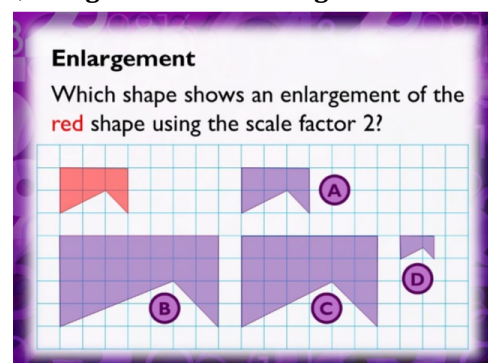 Enlargement
Which shape shows an enlargement of the
red shape using the scale factor 2?
A
B
C
D